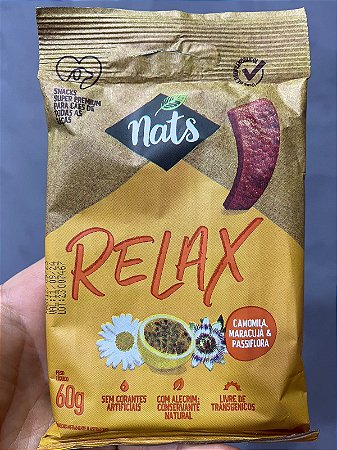 SNACKS
SUPER PREMIUM
PARA CÃES DE
TODAS AS
RAÇAS
Nats
RELAX
CAMOMILA,
MARACUJÁ &
PASSIFLORA
PESO
LÍQUIDO
60g
SEM CORANTES
ARTIFICIAIS
COM ALECRIM:
CONSERVANTE
NATURAL
LIVRE DE
TRANSGÊNICOS